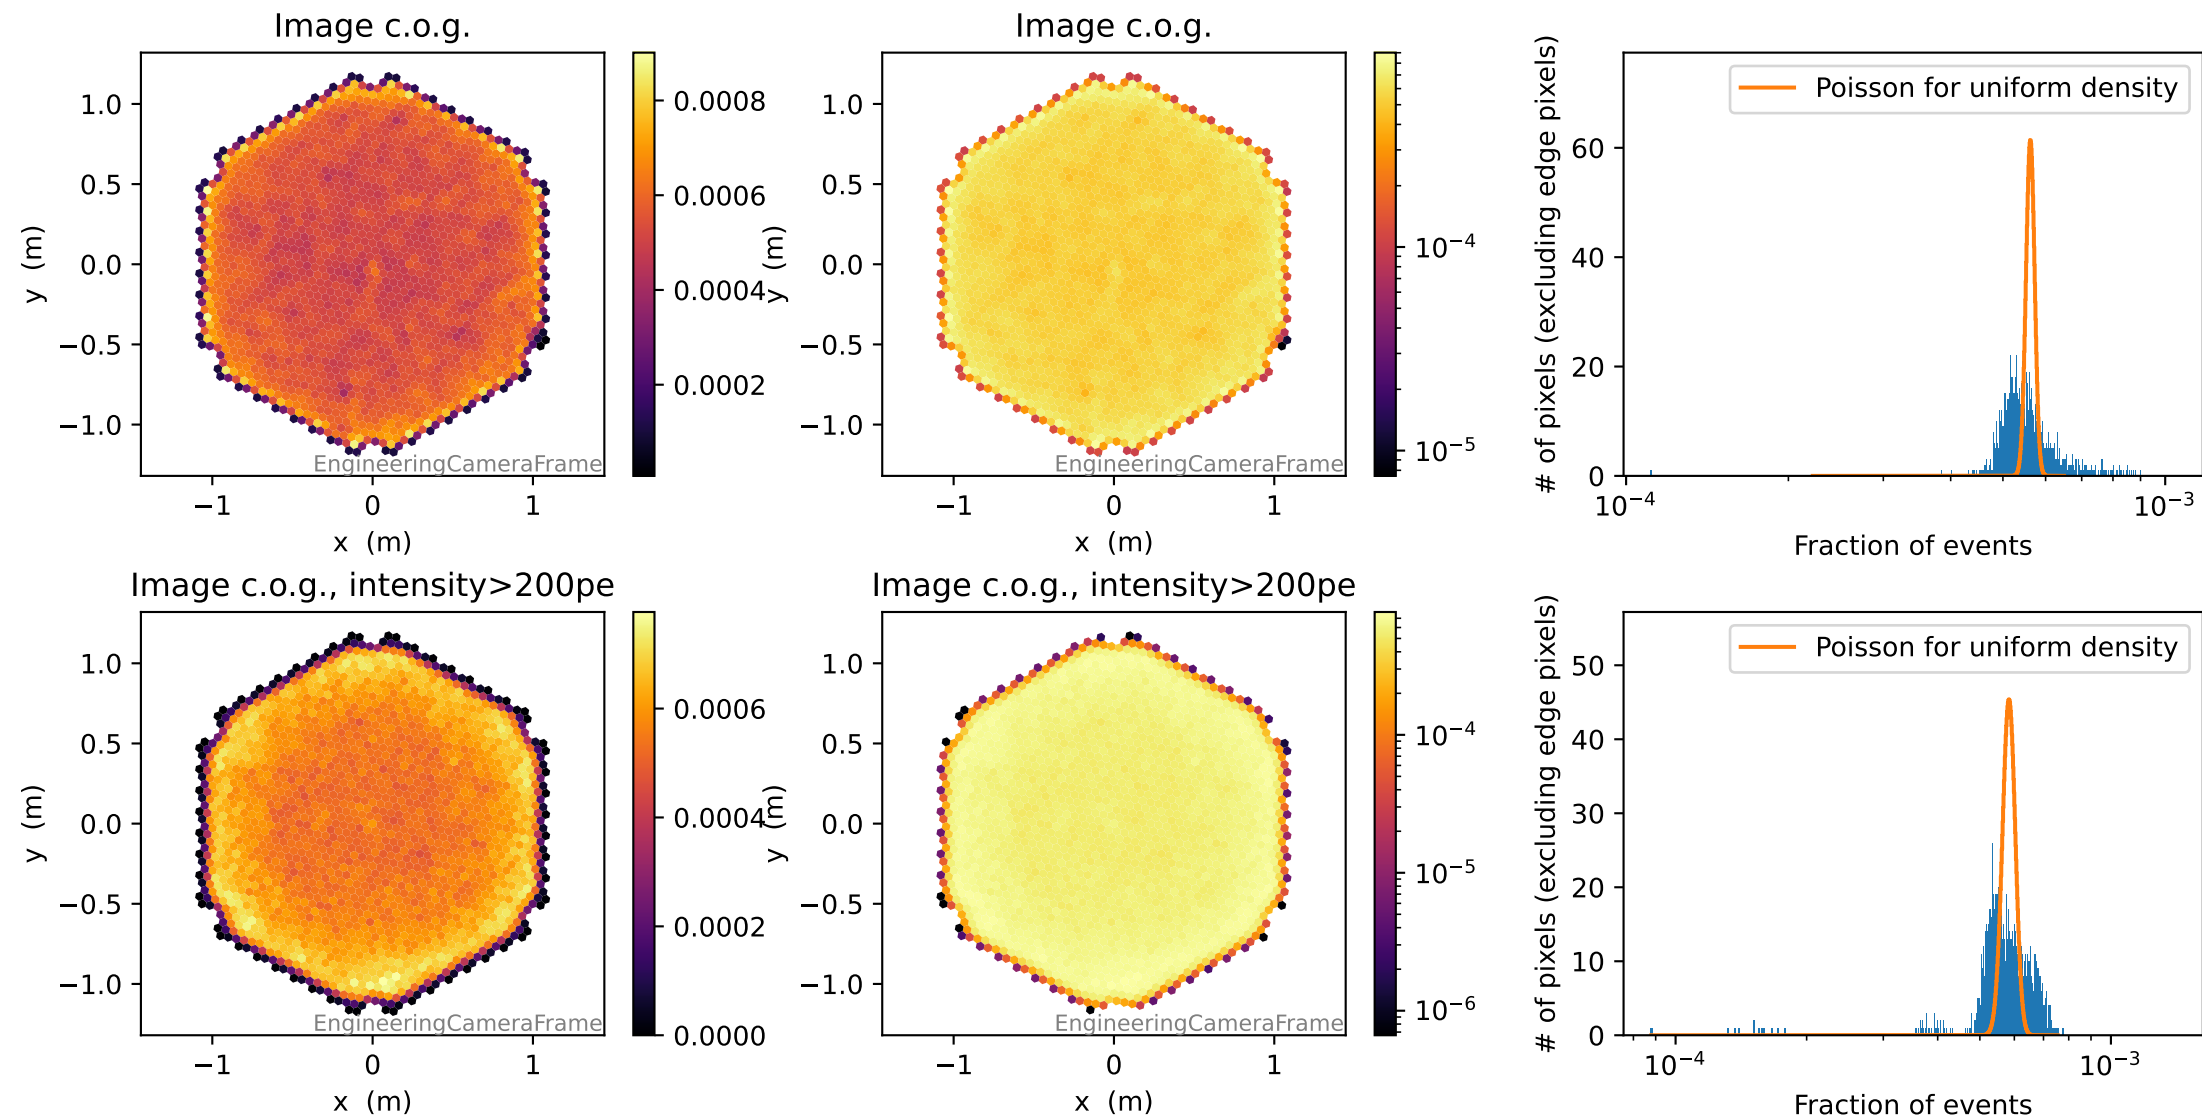 Image c.o.g.
1.0
0.5
0.0
−0.5
−1.0
y (m)
−1
0
1
x (m)
EngineeringCameraFrame
0.0008
0.0006
0.0004
0.0002
Image c.o.g.
1.0
0.5
0.0
−0.5
−1.0
y (m)
−1
0
1
x (m)
EngineeringCameraFrame
10−4
10−5
# of pixels (excluding edge pixels)
60
40
20
0
Poisson for uniform density
10−4
10−3
Fraction of events
Image c.o.g., intensity>200pe
1.0
0.5
0.0
−0.5
−1.0
y (m)
−1
0
1
x (m)
EngineeringCameraFrame
0.0006
0.0004
0.0002
0.0000
Image c.o.g., intensity>200pe
1.0
0.5
0.0
−0.5
−1.0
y (m)
−1
0
1
x (m)
EngineeringCameraFrame
10−4
10−5
10−6
# of pixels (excluding edge pixels)
50
40
30
20
10
0
Poisson for uniform density
10−4
10−3
Fraction of events